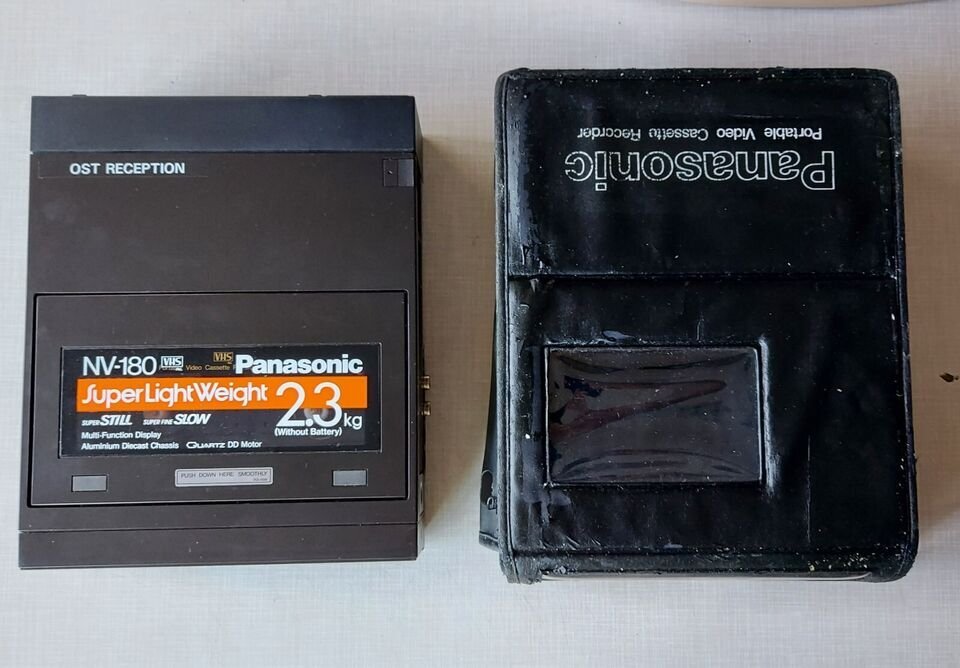 OST RECEPTION
NV-180 VHS Video Cassette VHS Panasonic
Super LightWeight 2.3 kg
(Without Battery)
SUPER STILL SUPER FINE SLOW
Multi-Function Display
Aluminium Diecast Chassis QUARTZ DD Motor
PUSH DOWN HERE SMOOTHLY
Panasonic
Portable Video Cassette Recorder